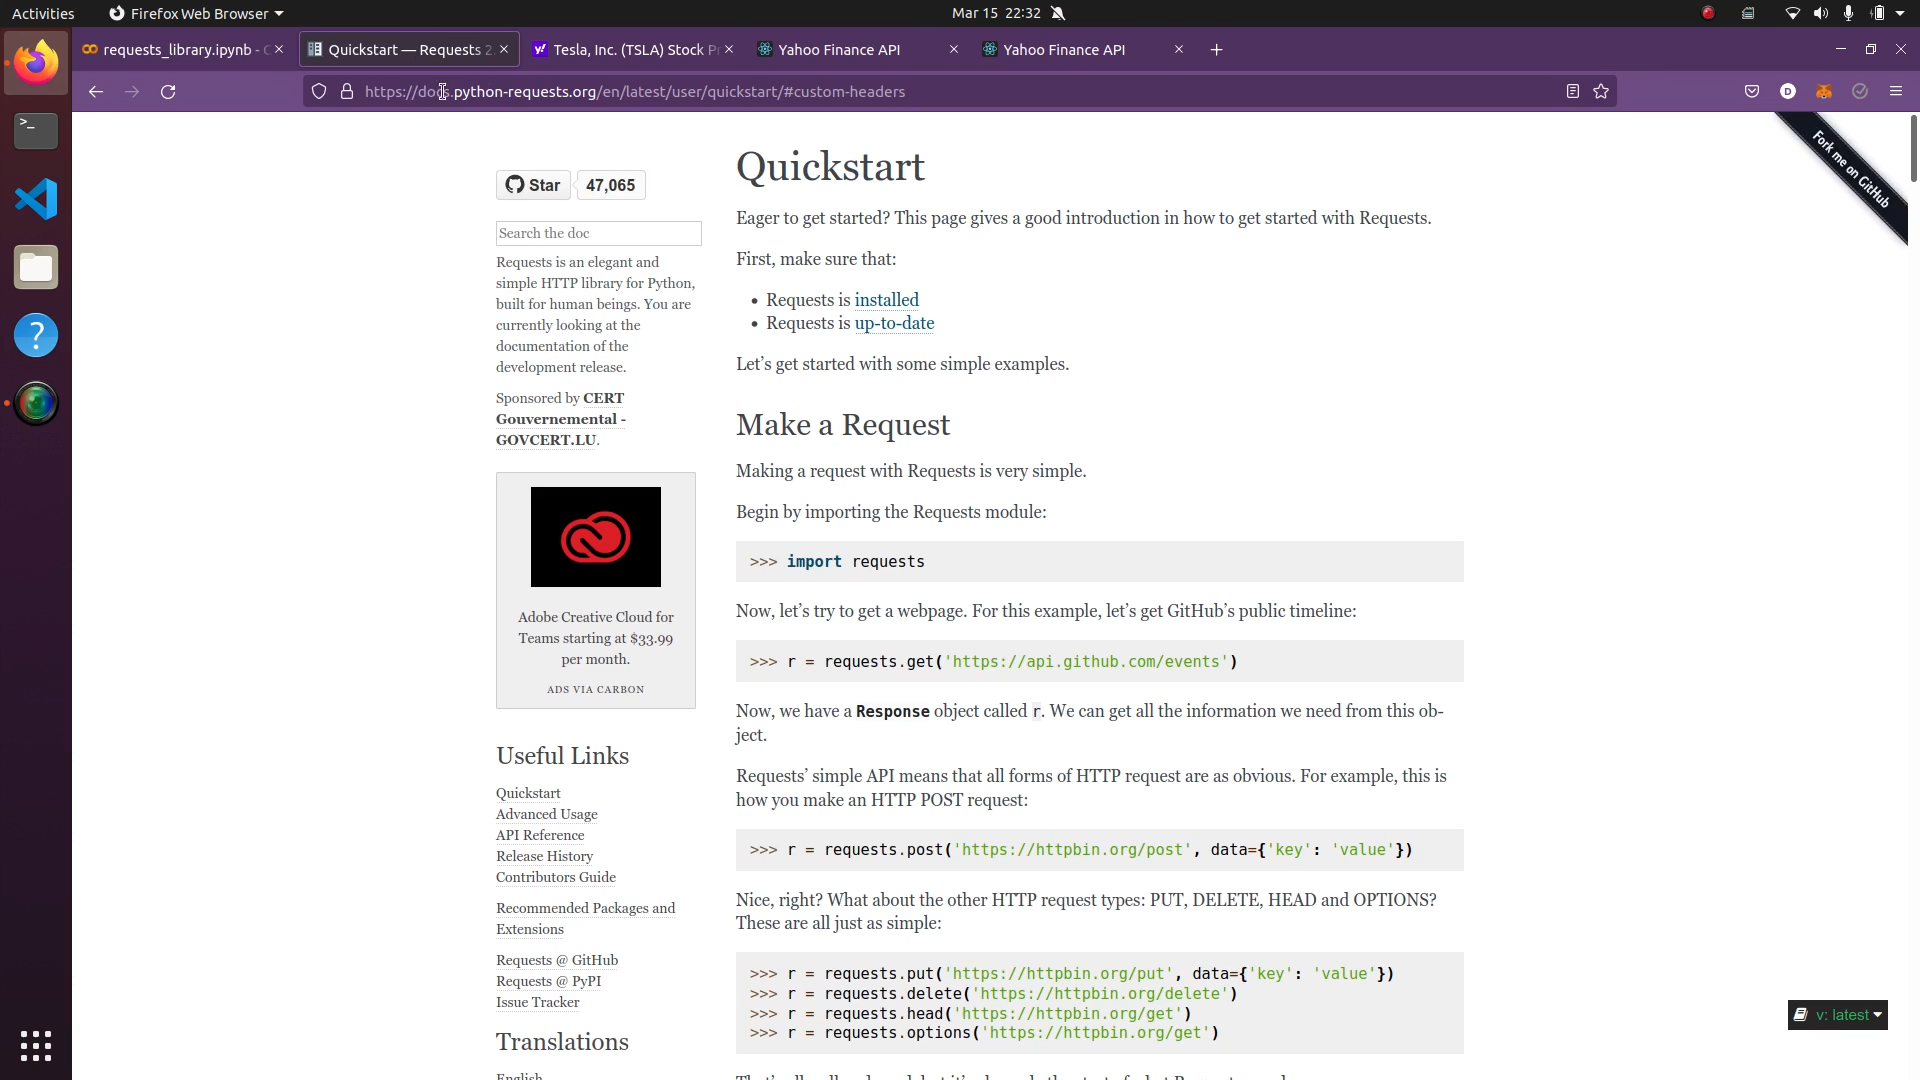 Activities
Firefox Web Browser
Mar 15 22:32
requests_library.ipynb - C
Quickstart — Requests 2
Tesla, Inc. (TSLA) Stock Pr
Yahoo Finance API
Yahoo Finance API
https://docs.python-requests.org/en/latest/user/quickstart/#custom-headers
Fork me on GitHub
Star
47,065
Search the doc
Requests is an elegant and
simple HTTP library for Python,
built for human beings. You are
currently looking at the
documentation of the
development release.
Sponsored by CERT
Gouvernemental -
GOVCERT.LU.
Adobe Creative Cloud for
Teams starting at $33.99
per month.
ADS VIA CARBON
Useful Links
Quickstart
Advanced Usage
API Reference
Release History
Contributors Guide
Recommended Packages and
Extensions
Requests @ GitHub
Requests @ PyPI
Issue Tracker
Translations
English
Quickstart
Eager to get started? This page gives a good introduction in how to get started with Requests.
First, make sure that:
• Requests is installed
• Requests is up-to-date
Let’s get started with some simple examples.
Make a Request
Making a request with Requests is very simple.
Begin by importing the Requests module:
>>> import requests
Now, let’s try to get a webpage. For this example, let’s get GitHub’s public timeline:
>>> r = requests.get('https://api.github.com/events')
Now, we have a Response object called r. We can get all the information we need from this ob-
ject.
Requests’ simple API means that all forms of HTTP request are as obvious. For example, this is
how you make an HTTP POST request:
>>> r = requests.post('https://httpbin.org/post', data={'key': 'value'})
Nice, right? What about the other HTTP request types: PUT, DELETE, HEAD and OPTIONS?
These are all just as simple:
>>> r = requests.put('https://httpbin.org/put', data={'key': 'value'})
>>> r = requests.delete('https://httpbin.org/delete')
>>> r = requests.head('https://httpbin.org/get')
>>> r = requests.options('https://httpbin.org/get')
v: latest